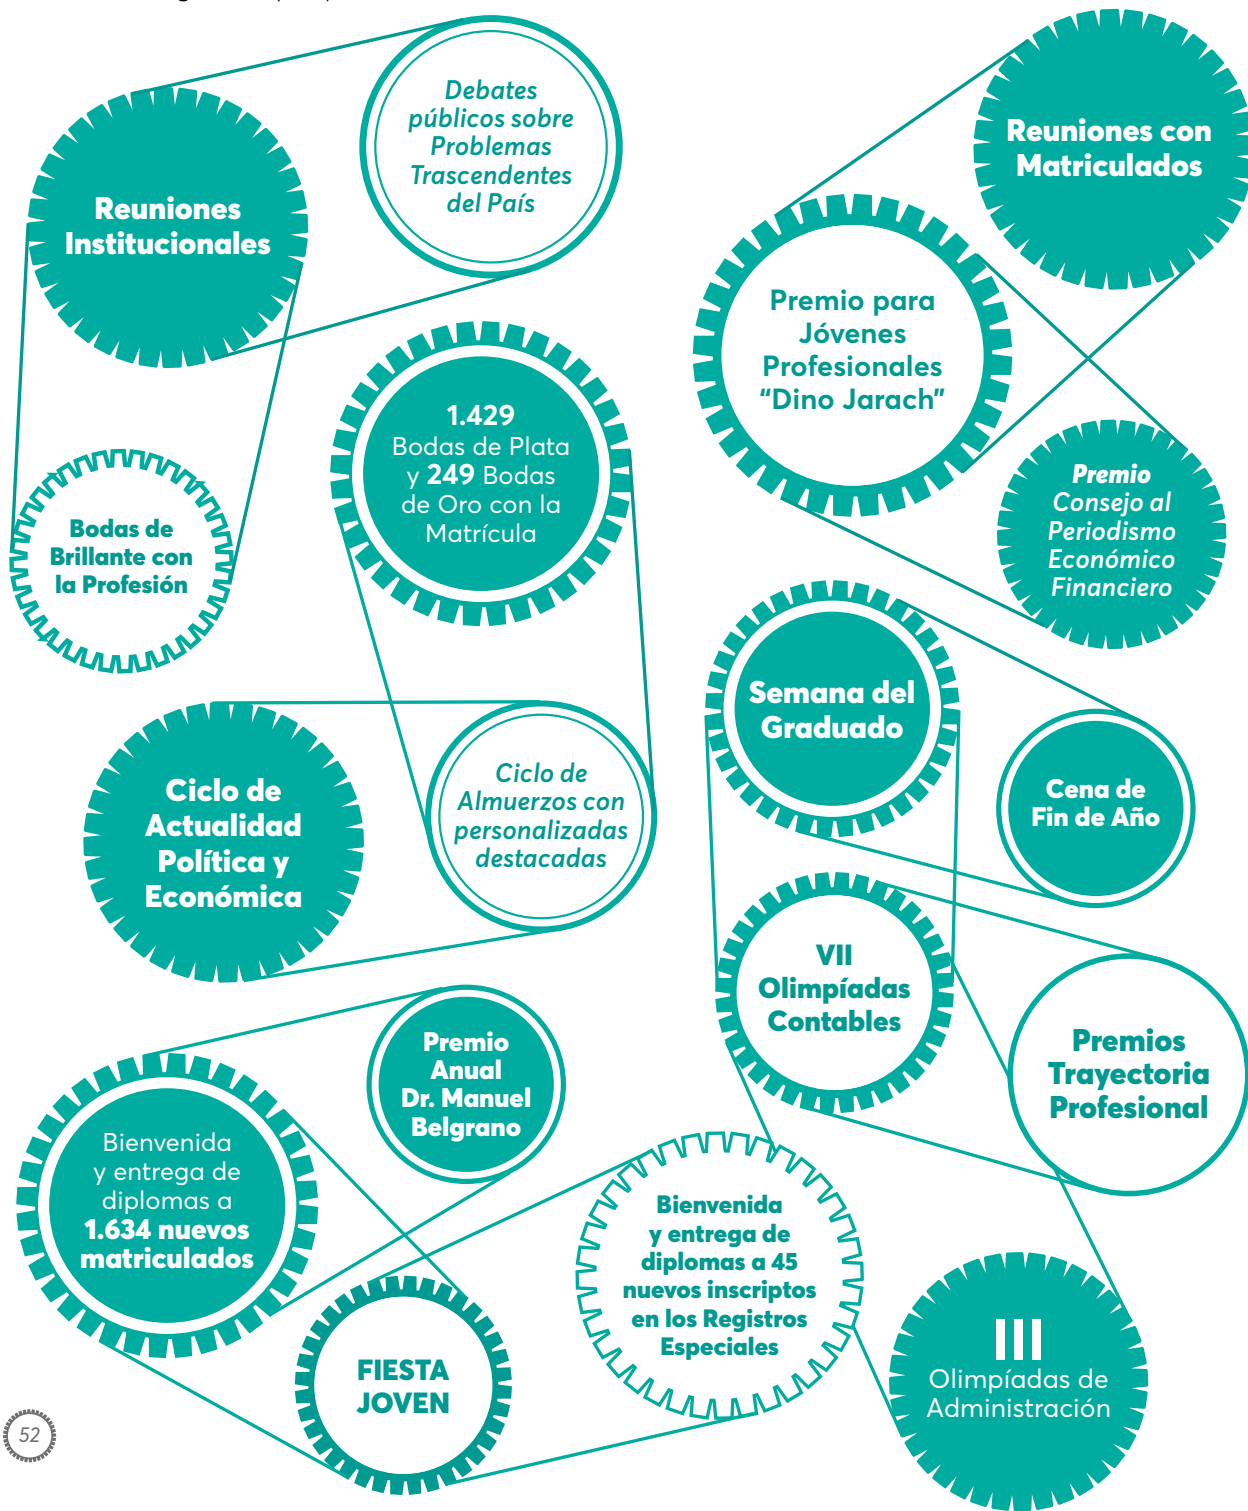 Debates
públicos sobre
Problemas
Trascendentes
del País
Reuniones con
Matriculados
Reuniones
Institucionales
Premio para
Jóvenes
Profesionales
“Dino Jarach”
1.429
Bodas de Plata
y 249 Bodas
de Oro con la
Matrícula
Premio
Consejo al
Periodismo
Económico
Financiero
Bodas de
Brillante con
la Profesión
Semana del
Graduado
Ciclo de
Actualidad
Política y
Económica
Ciclo de
Almuerzos con
personalizadas
destacadas
Cena de
Fin de Año
VII
Olimpíadas
Contables
Premio
Anual
Dr. Manuel
Belgrano
Premios
Trayectoria
Profesional
Bienvenida
y entrega de
diplomas a
1.634 nuevos
matriculados
Bienvenida
y entrega de
diplomas a 45
nuevos inscriptos
en los Registros
Especiales
FIESTA
JOVEN
III
Olimpíadas de
Administración
52